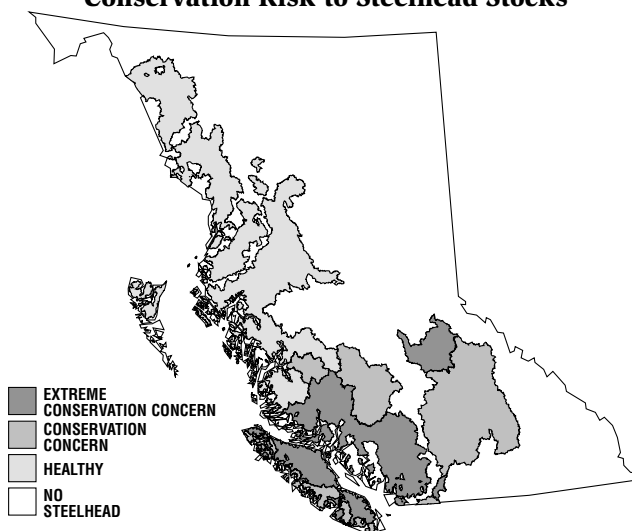 Conservation Risk to Steelhead Stocks
EXTREME
CONSERVATION CONCERN
CONSERVATION
CONCERN
HEALTHY
NO
STEELHEAD